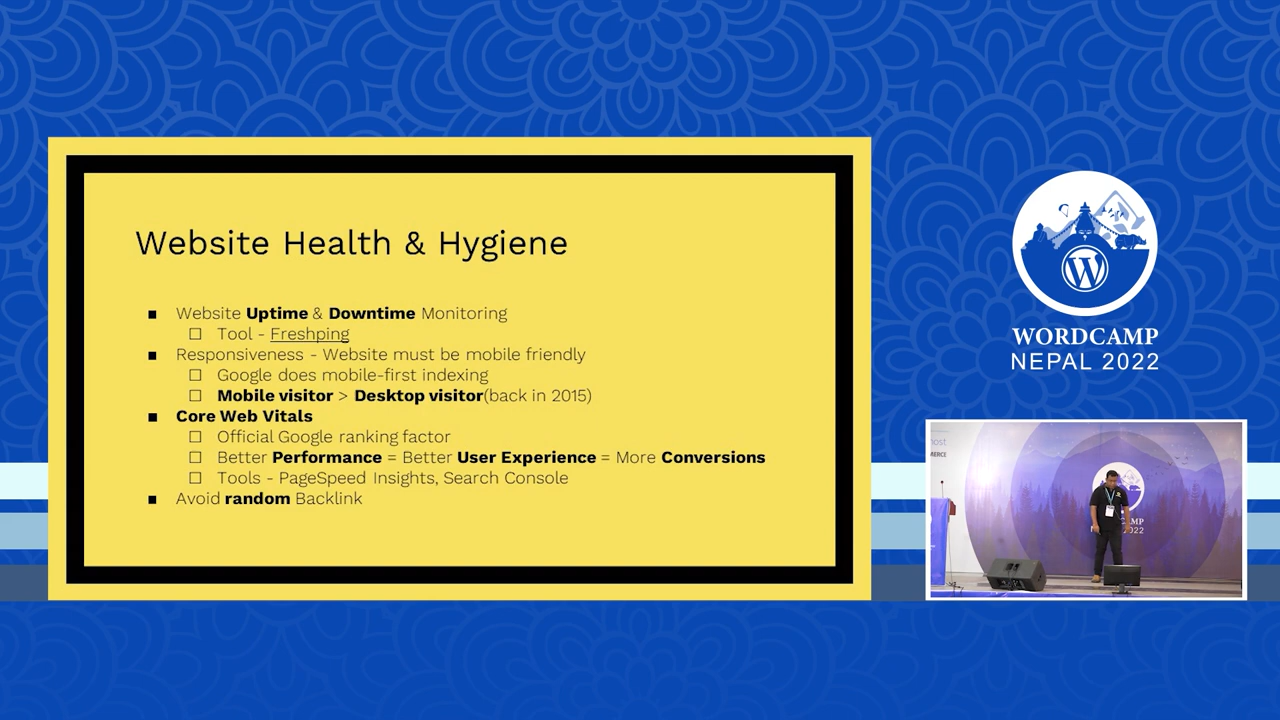 Website Health & Hygiene
■ Website Uptime & Downtime Monitoring
□ Tool - Freshping
■ Responsiveness - Website must be mobile friendly
□ Google does mobile-first indexing
□ Mobile visitor > Desktop visitor(back in 2015)
■ Core Web Vitals
□ Official Google ranking factor
□ Better Performance = Better User Experience = More Conversions
□ Tools - PageSpeed Insights, Search Console
■ Avoid random Backlink
WORDCAMP
NEPAL 2022